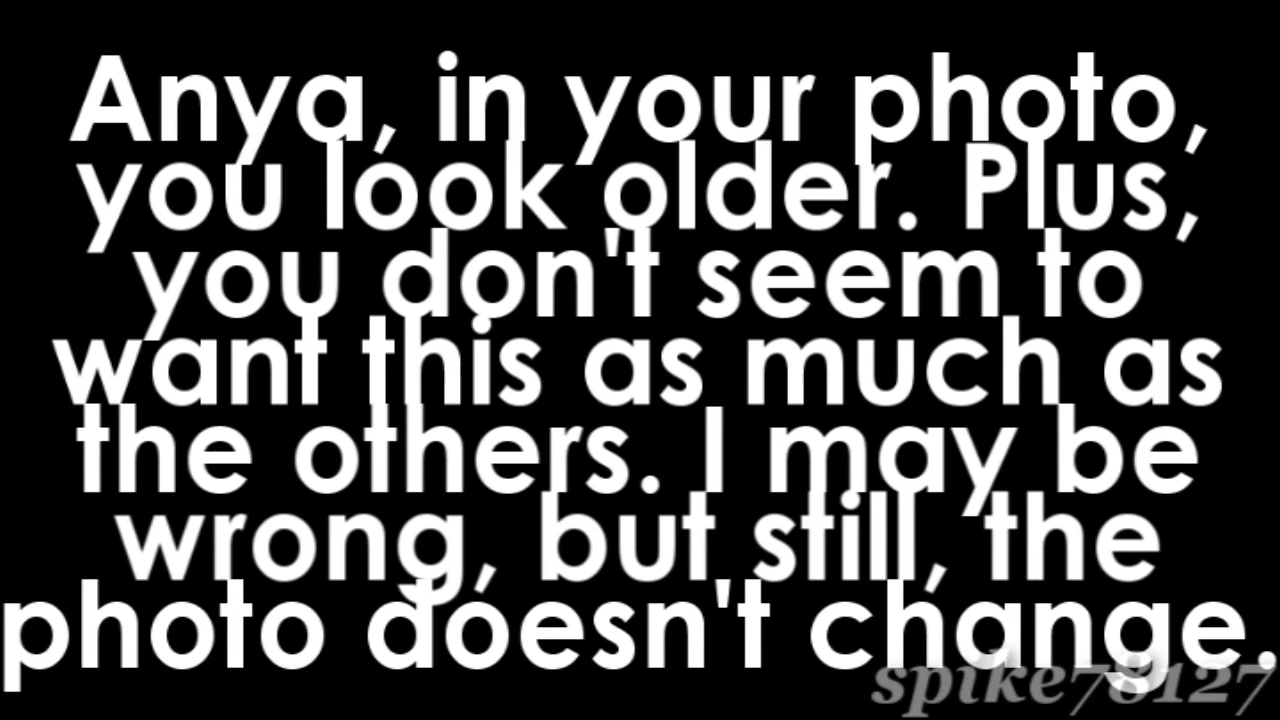 Anya, in your photo,
you look older. Plus,
you don't seem to
want this as much as
the others. I may be
wrong, but still, the
photo doesn't change.
spike78127